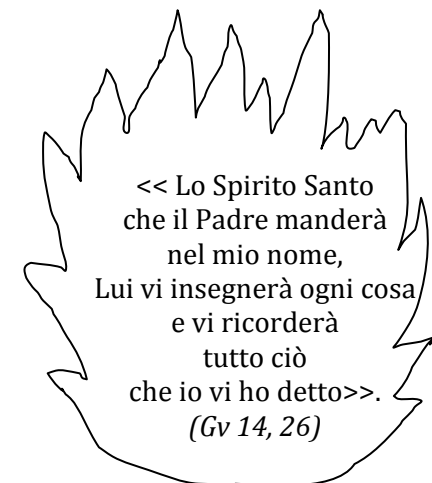 << Lo Spirito Santo
che il Padre manderà
nel mio nome,
Lui vi insegnerà ogni cosa
e vi ricorderà
tutto ciò
che io vi ho detto>>.
(Gv 14, 26)